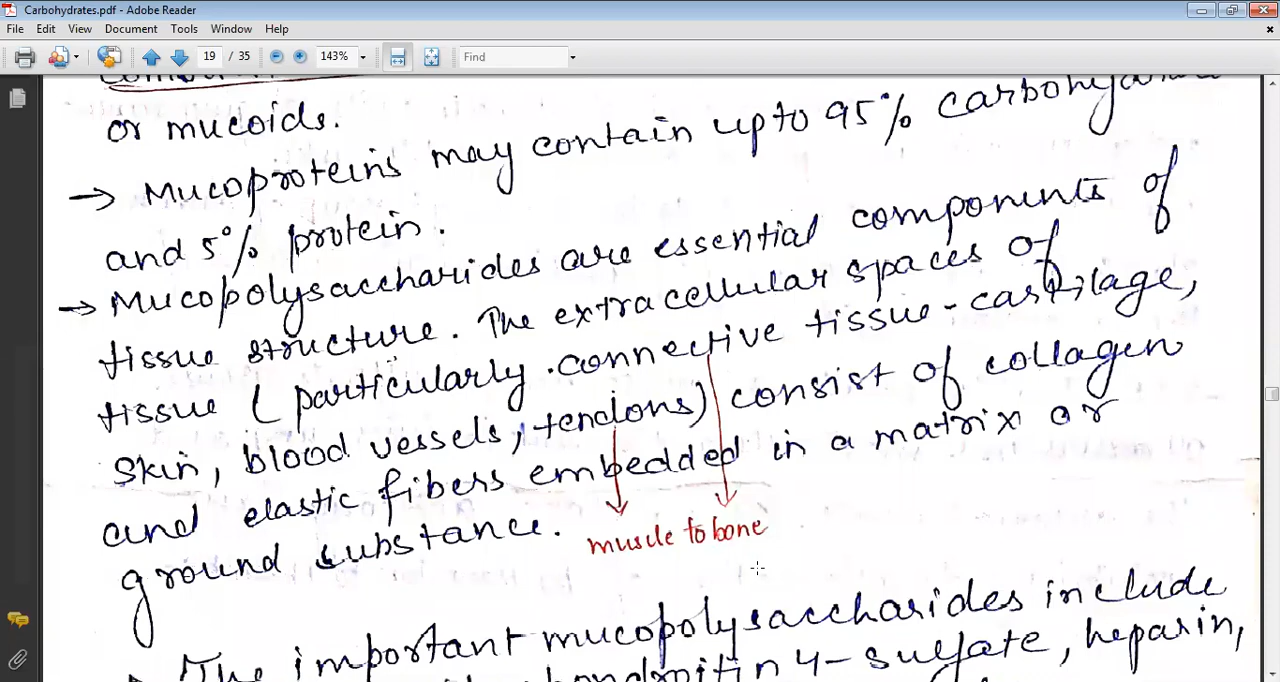 Carbohydrates.pdf - Adobe Reader
File Edit View Document Tools Window Help
19 / 35 143% Find
or mucoids.
→ Mucoproteins may contain upto 95% carbohydrate
and 5% protein.
→ Mucopolysaccharides are essential components of
tissue structure. The extracellular spaces of
tissue (particularly connective tissue - cartilage,
skin, blood vessels, tendons) consist of collagen
and elastic fibers embedded in a matrix or
ground substance.
muscle to bone
The important mucopolysaccharides include
4-sulfate, heparin,